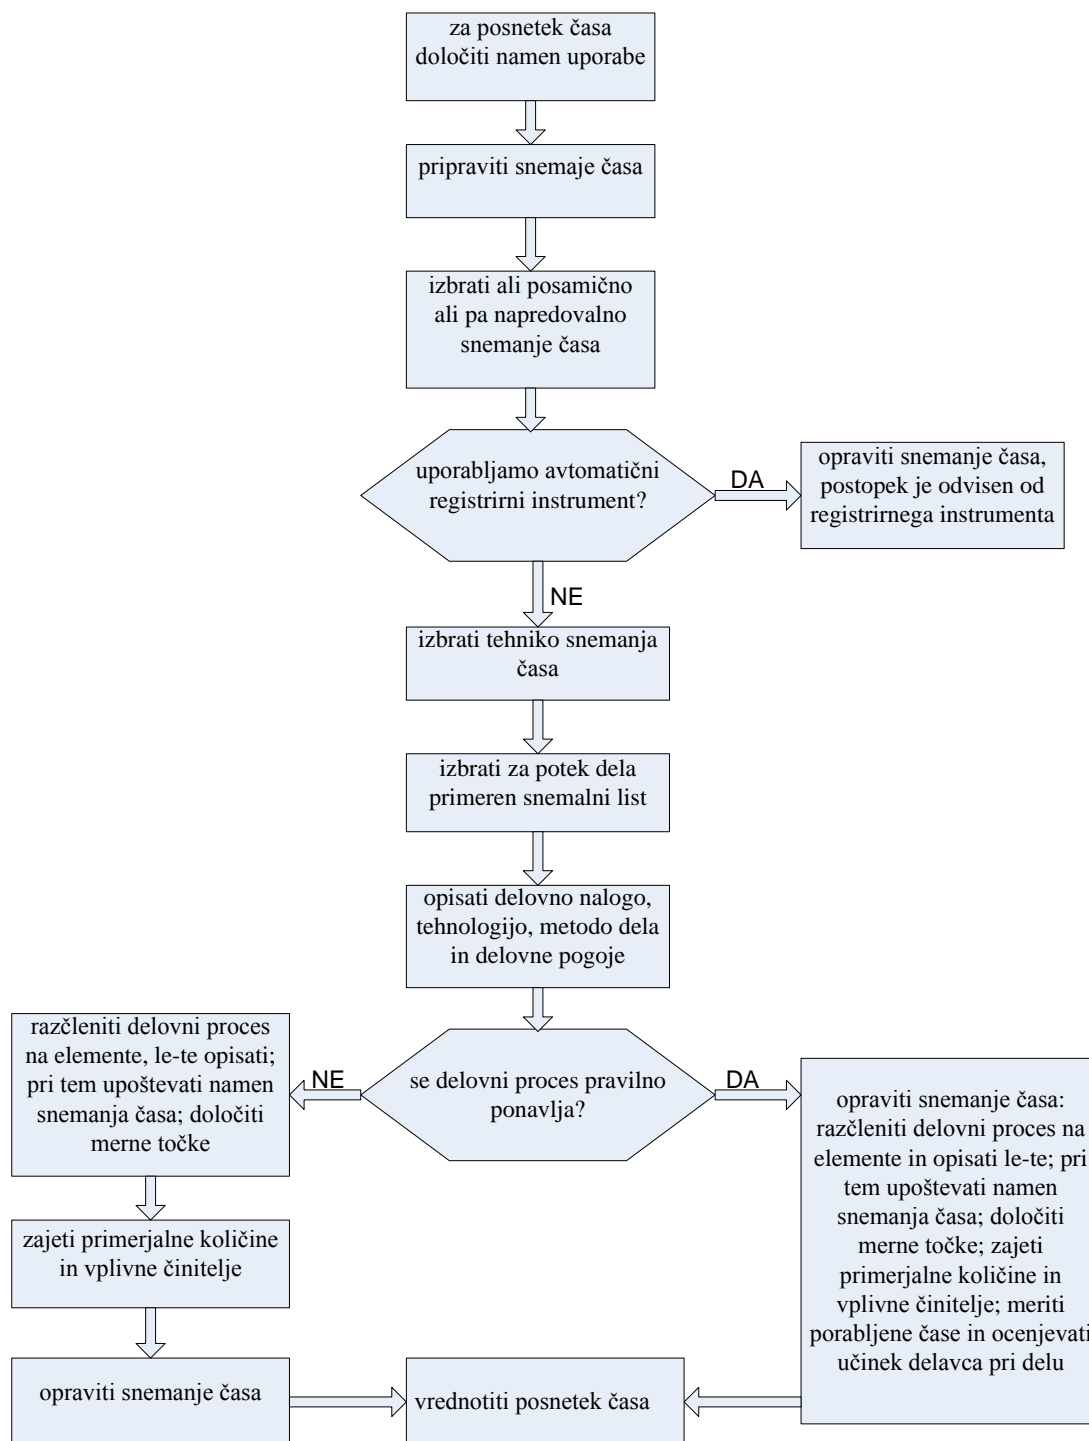 za posnetek časa
določiti namen uporabe
pripraviti snemaje časa
izbrati ali posamično
ali pa napredovalno
snemanje časa
uporabljamo avtomatični
registrirni instrument?
DA
opraviti snemanje časa,
postopek je odvisen od
registrirnega instrumenta
NE
izbrati tehniko snemanja
časa
izbrati za potek dela
primeren snemalni list
opisati delovno nalogo,
tehnologijo, metodo dela
in delovne pogoje
se delovni proces pravilno
ponavlja?
NE
razčleniti delovni proces
na elemente, le-te opisati;
pri tem upoštevati namen
snemanja časa; določiti
merne točke
zajeti primerjalne količine
in vplivne činitelje
opraviti snemanje časa
DA
opraviti snemanje časa:
razčleniti delovni proces na
elemente in opisati le-te; pri
tem upoštevati namen
snemanja časa; določiti
merne točke; zajeti
primerjalne količine in
vplivne činitelje; meriti
porabljene čase in ocenjevati
učinek delavca pri delu
vrednotiti posnetek časa